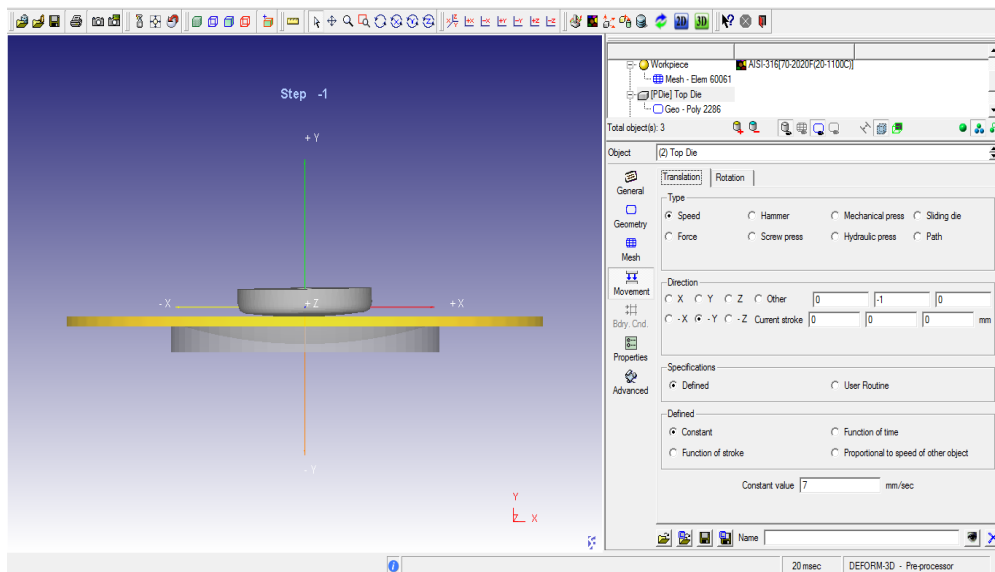 2D 3D
Step -1
+ Y
- X
+ Z
+ X
- Y
Y
Z X
Workpiece AISI-316[70-2020F(20-1100C)]
Mesh - Elem 60061
[PDie] Top Die
Geo - Poly 2286
Total object(s): 3
Object (2) Top Die
General
Geometry
Mesh
Movement
Bdry. Cnd.
Properties
Advanced
Translation Rotation
Type
Speed Hammer Mechanical press Sliding die
Force Screw press Hydraulic press Path
Direction
X Y Z Other 0 -1 0
- X - Y - Z Current stroke 0 0 0 mm
Specifications
Defined User Routine
Defined
Constant Function of time
Function of stroke Proportional to speed of other object
Constant value 7 mm/sec
Name
20 msec DEFORM-3D - Pre-processor